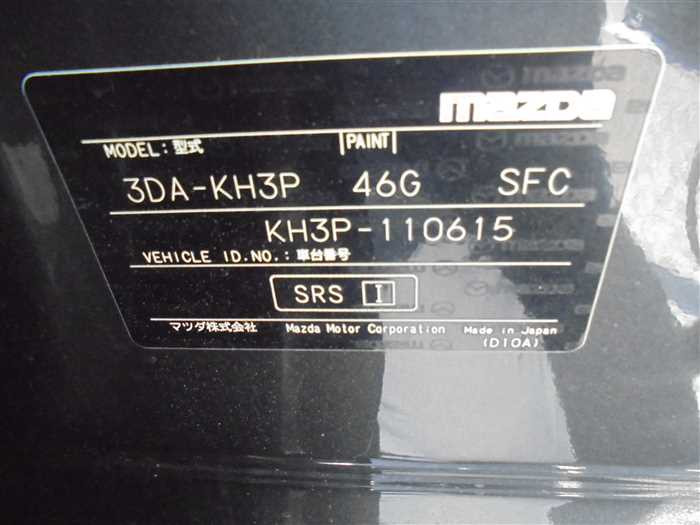 mazda
MODEL: 型式 PAINT
3DA-KH3P 46G SFC
KH3P-110615
VEHICLE ID.NO.: 車台番号
SRS I
マツダ株式会社 Mazda Motor Corporation Made in Japan
(D10A)